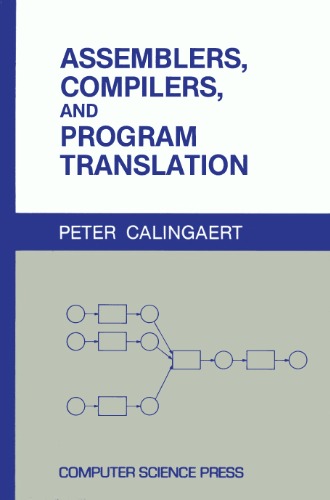 ASSEMBLERS,
COMPILERS,
AND
PROGRAM
TRANSLATION
PETER CALINGAERT
COMPUTER SCIENCE PRESS